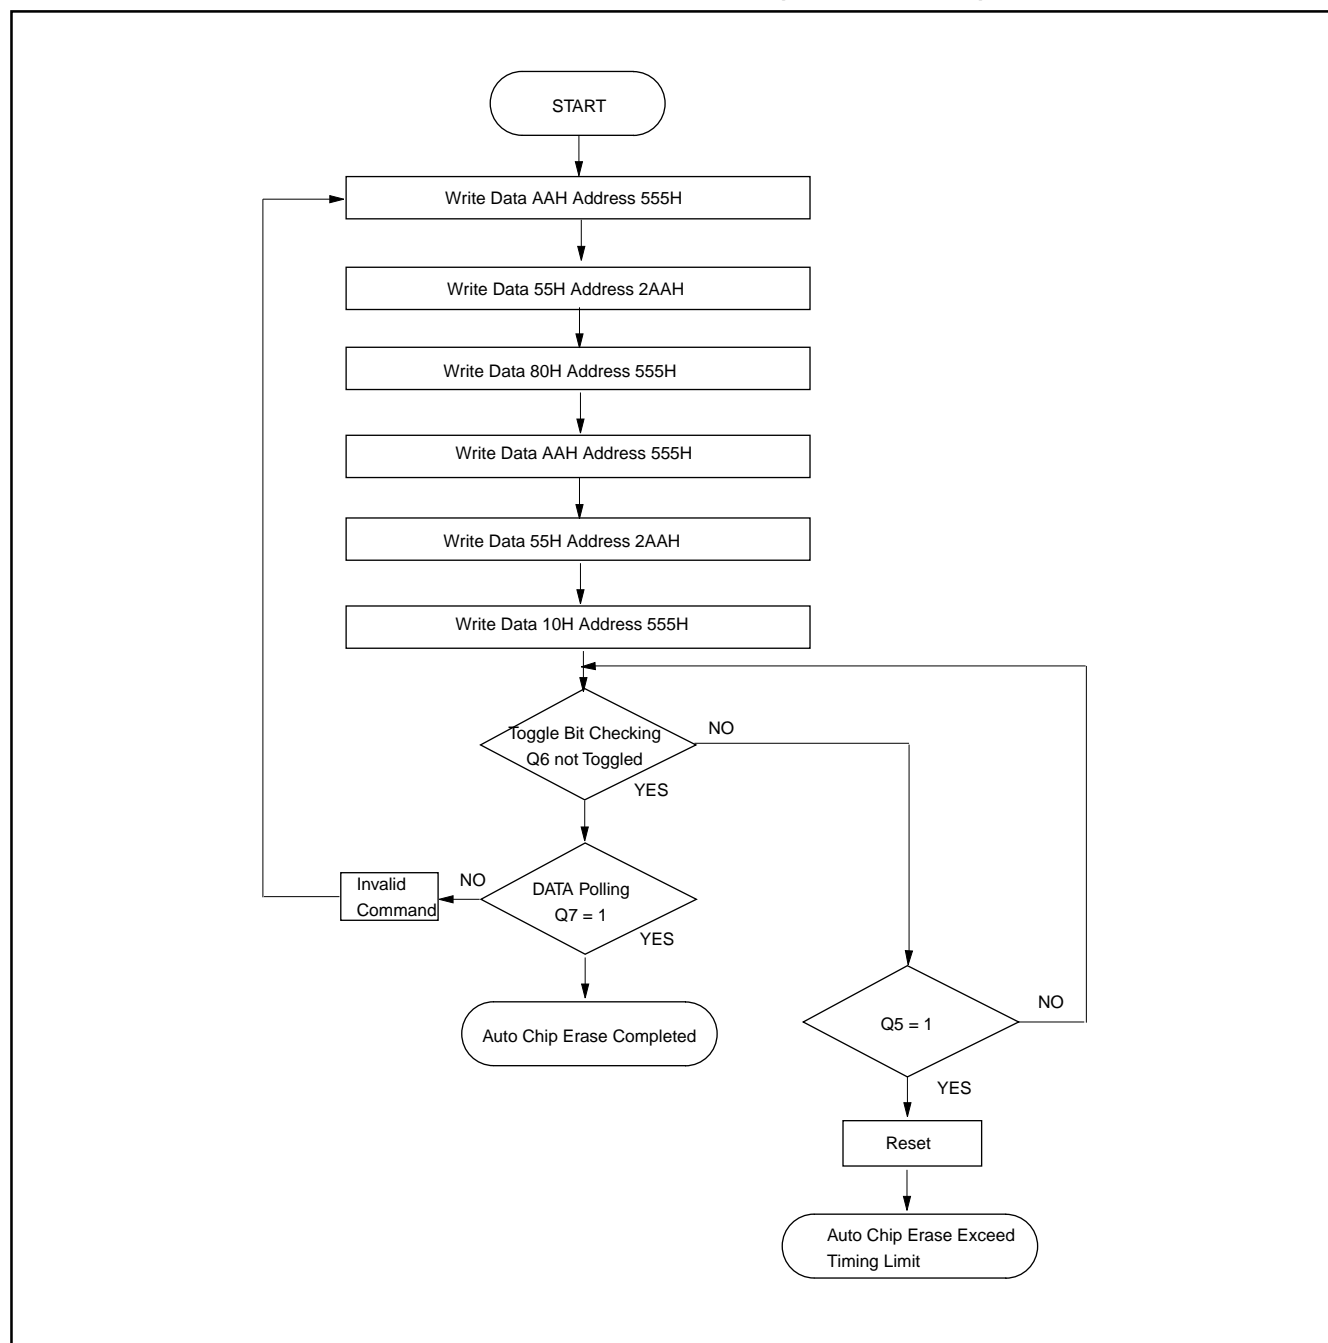 START
Write Data AAH Address 555H
Write Data 55H Address 2AAH
Write Data 80H Address 555H
Write Data AAH Address 555H
Write Data 55H Address 2AAH
Write Data 10H Address 555H
Toggle Bit Checking
Q6 not Toggled
NO
YES
Invalid
Command
NO
DATA Polling
Q7 = 1
YES
Auto Chip Erase Completed
Q5 = 1
NO
YES
Reset
Auto Chip Erase Exceed
Timing Limit